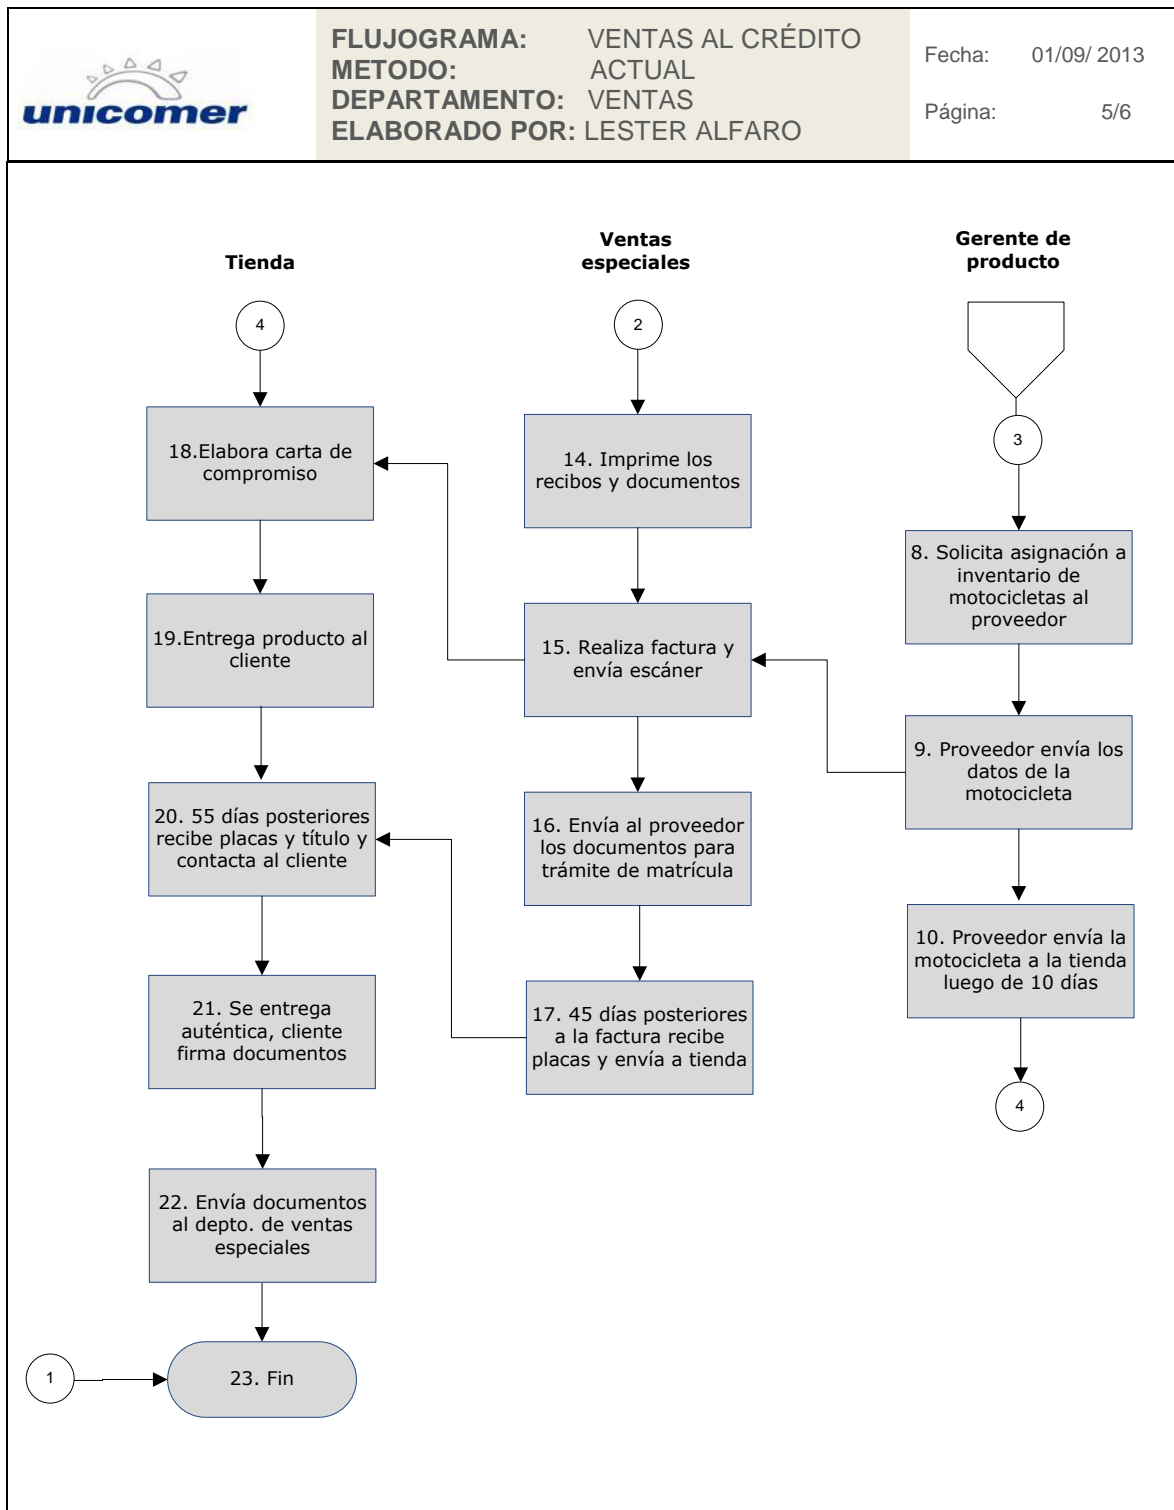 unicomer
FLUJOGRAMA: VENTAS AL CRÉDITO
METODO: ACTUAL
DEPARTAMENTO: VENTAS
ELABORADO POR: LESTER ALFARO
Fecha: 01/09/ 2013
Página: 5/6
Tienda
4
18.Elabora carta de
compromiso
19.Entrega producto al
cliente
20. 55 días posteriores
recibe placas y título y
contacta al cliente
21. Se entrega
auténtica, cliente
firma documentos
22. Envía documentos
al depto. de ventas
especiales
1
23. Fin
Ventas
especiales
2
14. Imprime los
recibos y documentos
15. Realiza factura y
envía escáner
16. Envía al proveedor
los documentos para
trámite de matrícula
17. 45 días posteriores
a la factura recibe
placas y envía a tienda
Gerente de
producto
3
8. Solicita asignación a
inventario de
motocicletas al
proveedor
9. Proveedor envía los
datos de la
motocicleta
10. Proveedor envía la
motocicleta a la tienda
luego de 10 días
4